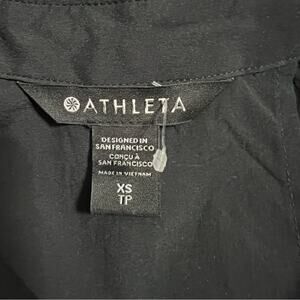 ATHLETA
DESIGNED IN
SAN FRANCISCO
CONÇU À
SAN FRANCISCO
MADE IN VIETNAM
XS
TP